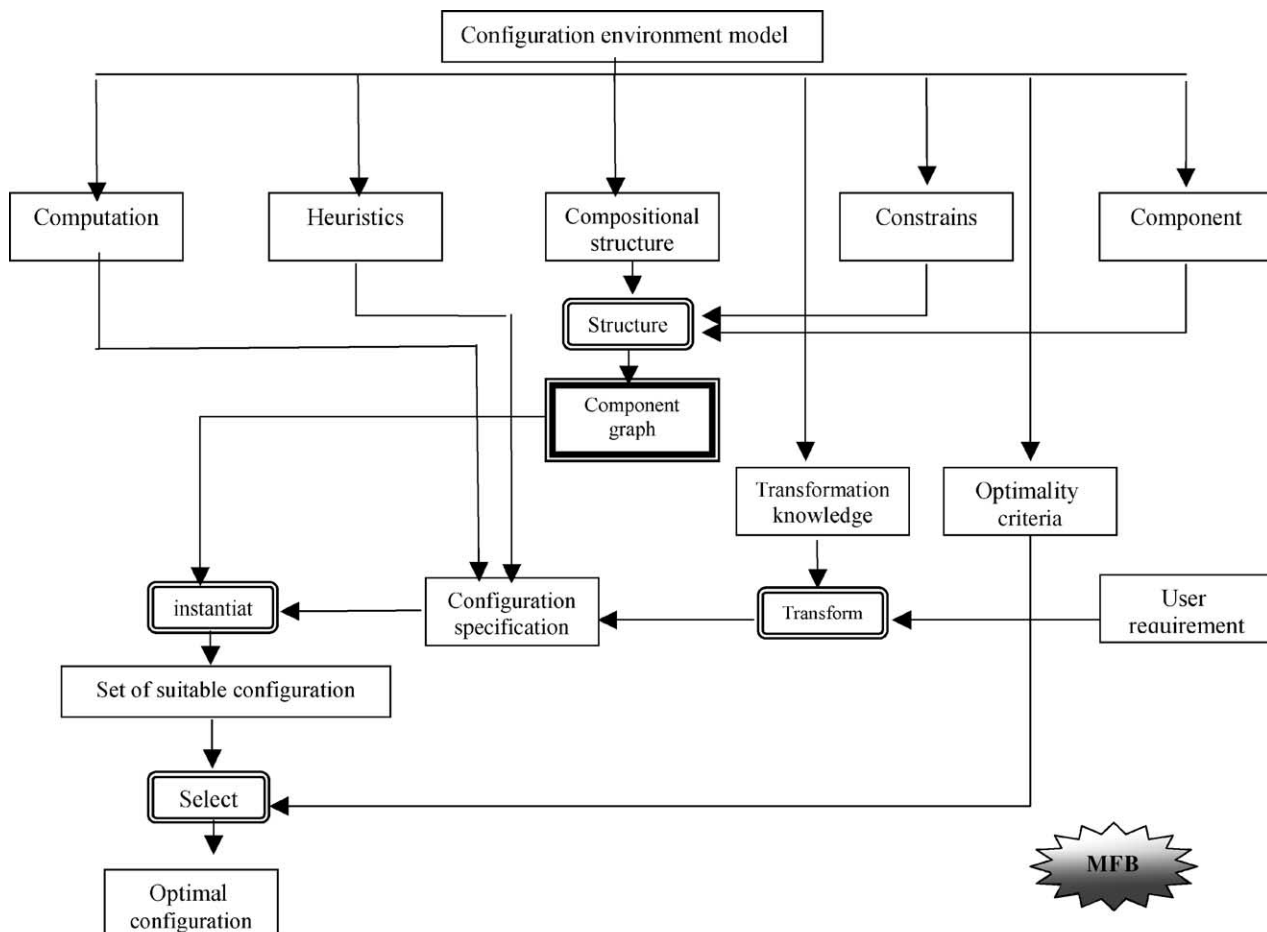 Configuration environment model
Computation
Heuristics
Compositional
structure
Constrains
Component
Structure
Component
graph
Transformation
knowledge
Optimality
criteria
instantiat
Configuration
specification
Transform
User
requirement
Set of suitable configuration
Select
MFB
Optimal
configuration